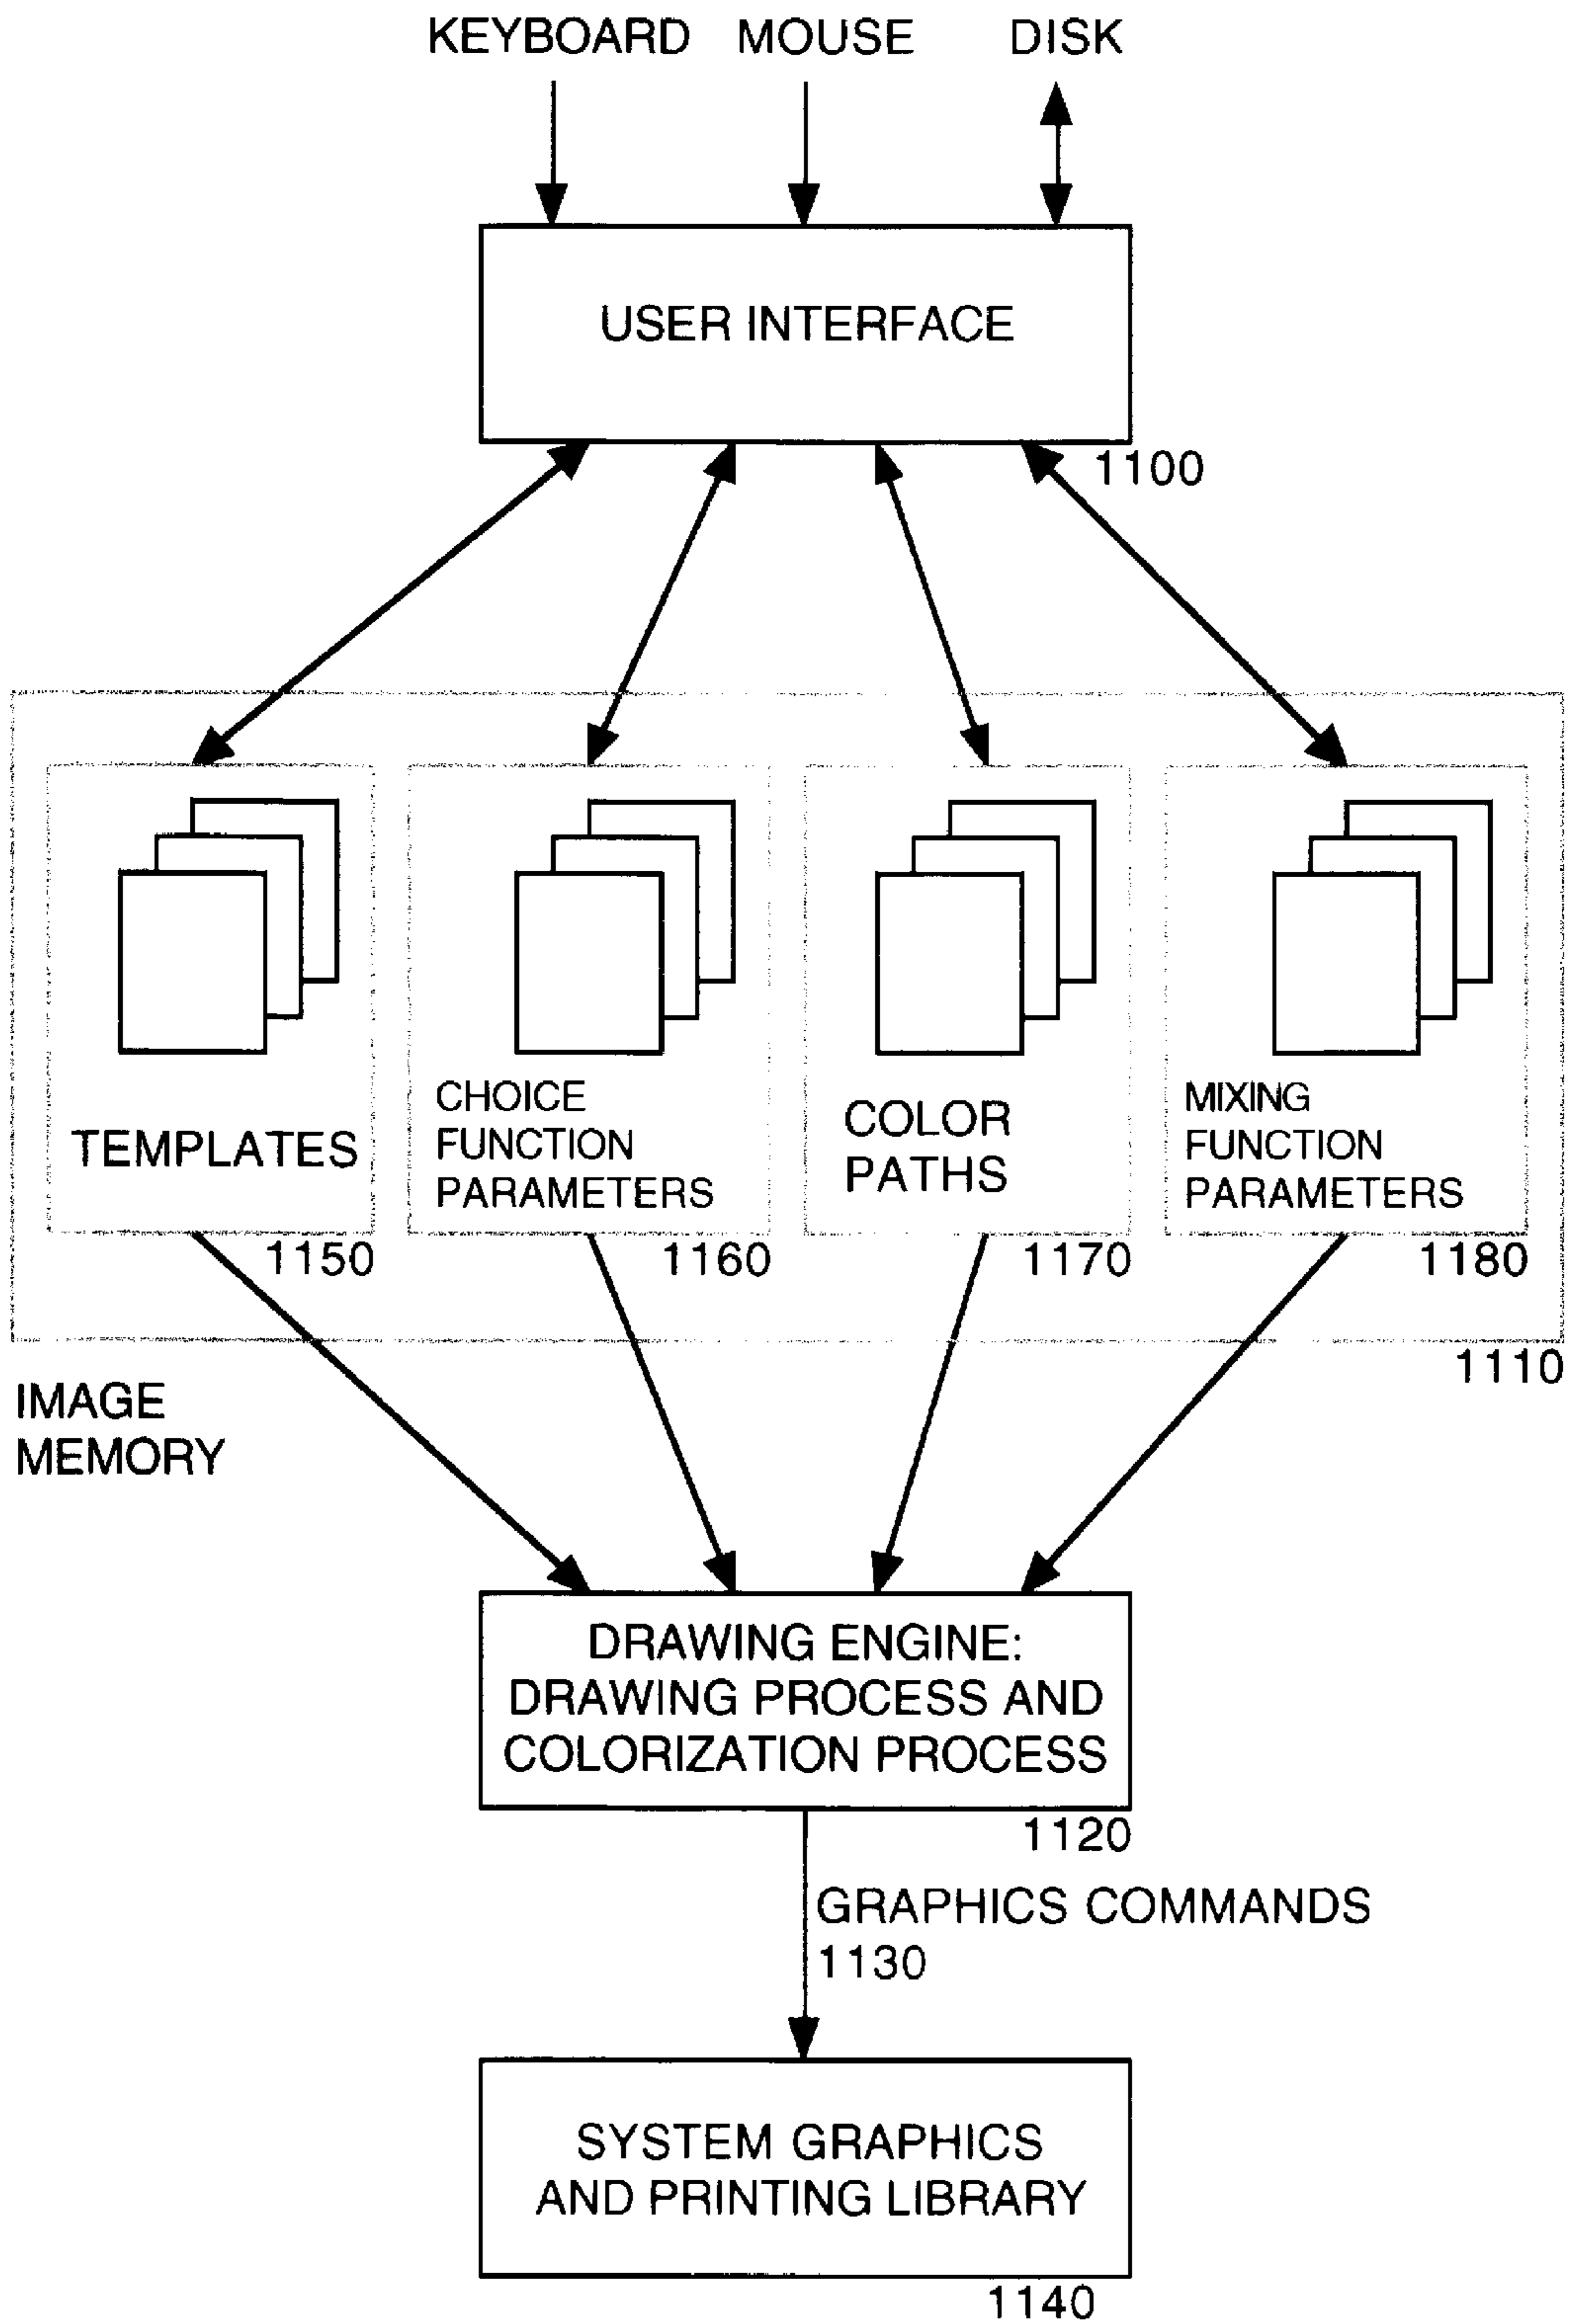 KEYBOARD MOUSE DISK
USER INTERFACE
1100
TEMPLATES
1150
CHOICE
FUNCTION
PARAMETERS
1160
COLOR
PATHS
1170
MIXING
FUNCTION
PARAMETERS
1180
1110
IMAGE
MEMORY
DRAWING ENGINE:
DRAWING PROCESS AND
COLORIZATION PROCESS
1120
GRAPHICS COMMANDS
1130
SYSTEM GRAPHICS
AND PRINTING LIBRARY
1140